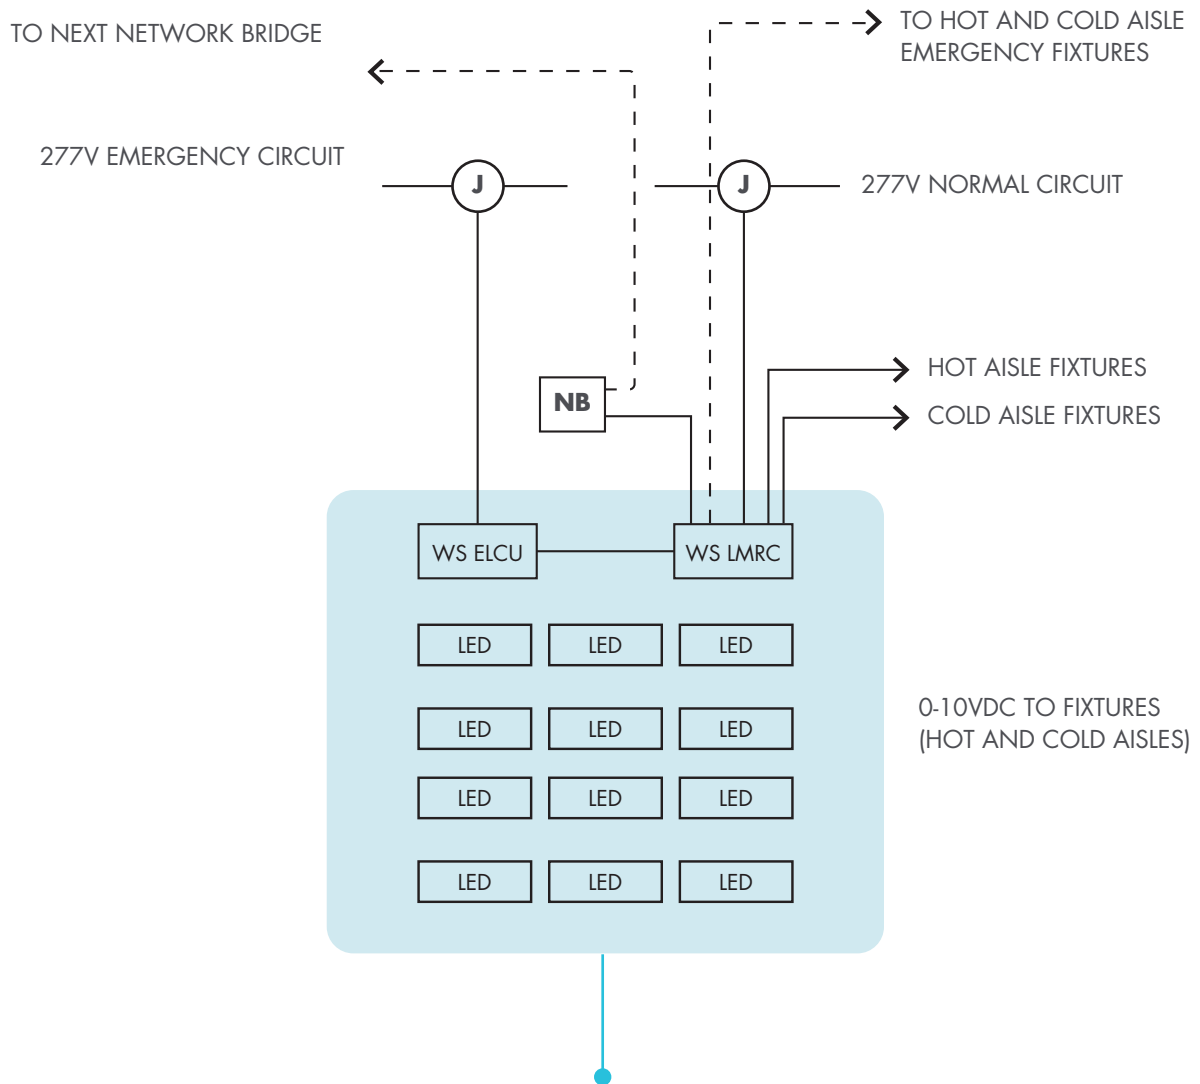 TO NEXT NETWORK BRIDGE
TO HOT AND COLD AISLE
EMERGENCY FIXTURES
277V EMERGENCY CIRCUIT
J
J
277V NORMAL CIRCUIT
HOT AISLE FIXTURES
NB
COLD AISLE FIXTURES
WS ELCU
WS LMRC
LED
LED
LED
LED
LED
LED
0-10VDC TO FIXTURES
(HOT AND COLD AISLES)
LED
LED
LED
LED
LED
LED